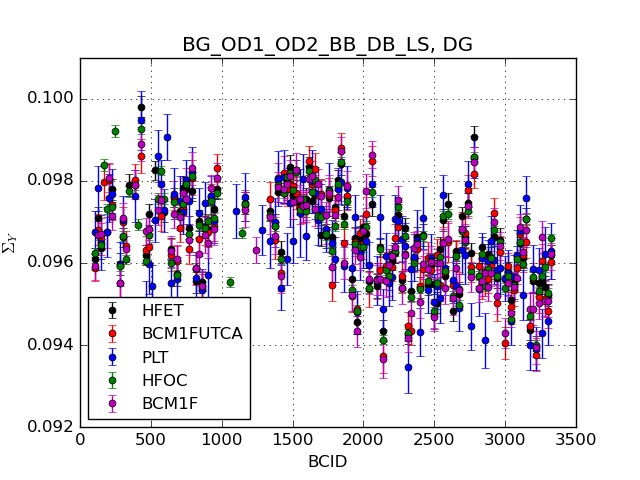 BG_OD1_OD2_BB_DB_LS, DG
0.100
0.098
0.096
0.094
0.092
Σ_Y
HFET
BCM1FUTCA
PLT
HFOC
BCM1F
0 500 1000 1500 2000 2500 3000 3500
BCID